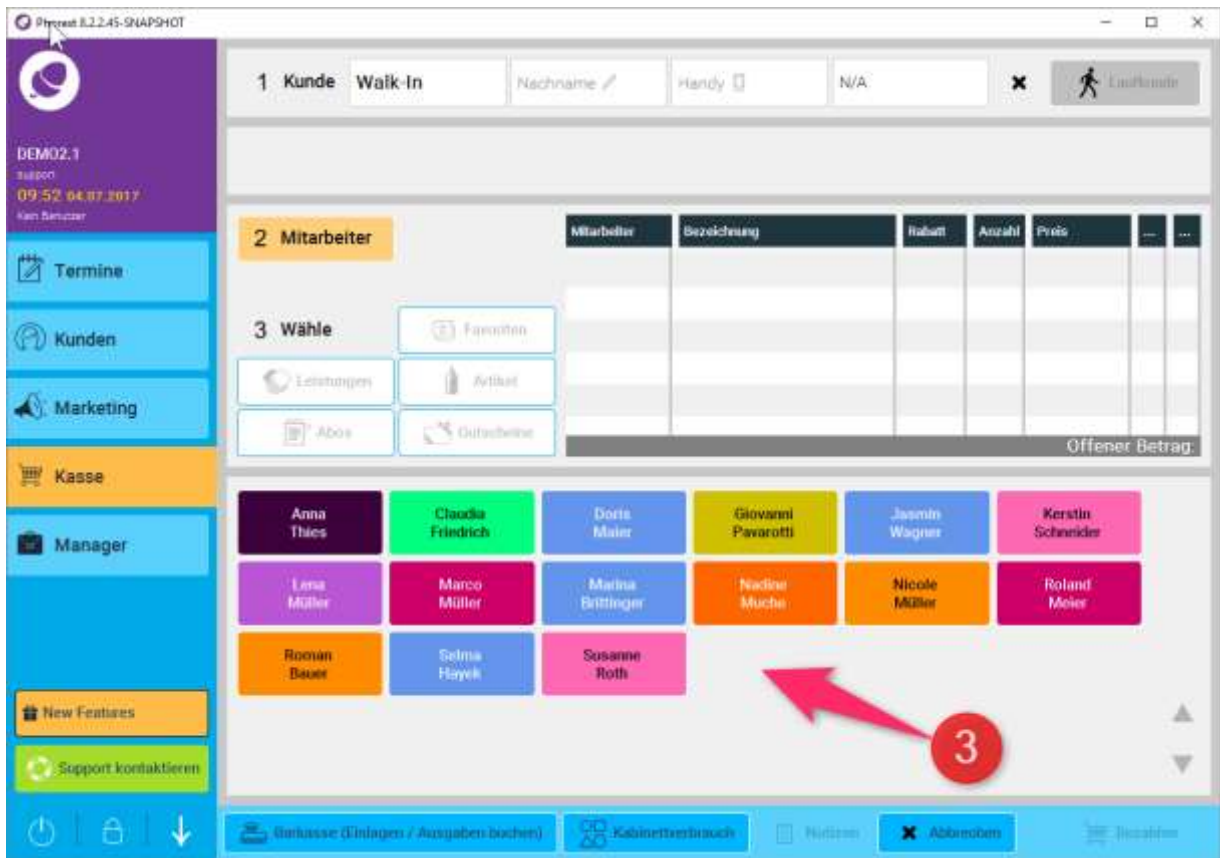 Phorest 8.2.2.45-SNAPSHOT
1 Kunde Walk-In Nachname Handy N/A Laufkunde
DEMO2.1
support
09:52 04.07.2017
Kein Benutzer
Termine
Kunden
Marketing
Kasse
Manager
New Features
Support kontaktieren
2 Mitarbeiter
3 Wähle
Favoriten
Leistungen
Artikel
Abos
Gutscheine
Mitarbeiter Bezeichnung Rabatt Anzahl Preis ... ...
Offener Betrag:
Anna
Thies
Claudia
Friedrich
Doris
Maier
Giovanni
Pavarotti
Jasmin
Wagner
Kerstin
Schneider
Lena
Müller
Marco
Müller
Marina
Brittinger
Nadine
Muche
Nicole
Müller
Roland
Meier
Roman
Bauer
Selma
Hayek
Susanne
Roth
3
Barkasse (Einlagen / Ausgaben buchen)
Kabinettverbrauch
Notizen
Abbrechen
Bezahlen